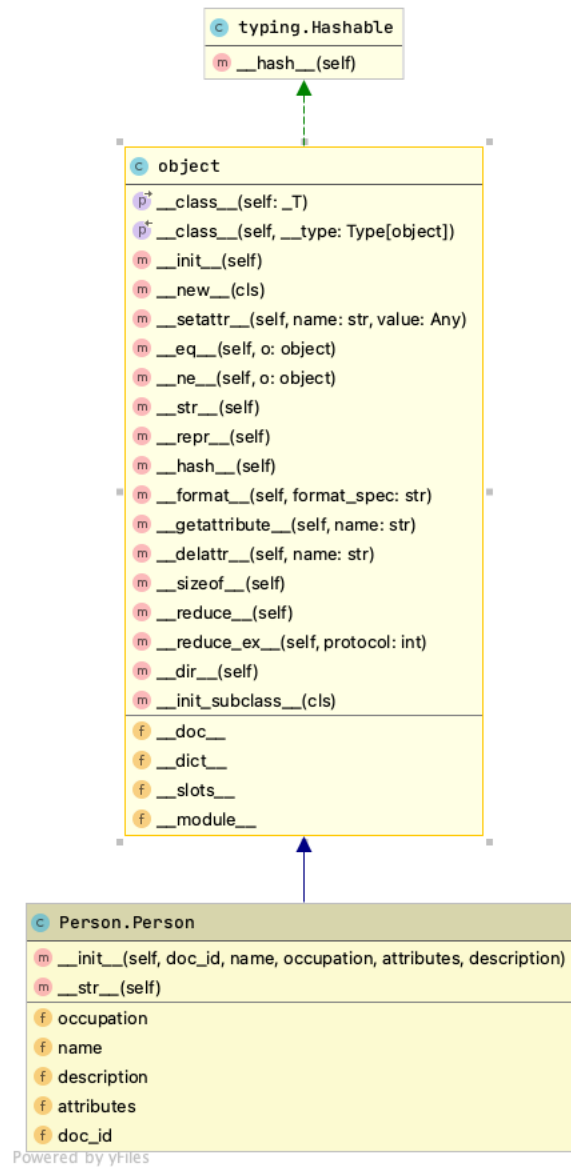 C typing.Hashable
m __hash__(self)
C object
p __class__(self: _T)
p __class__(self, __type: Type[object])
m __init__(self)
m __new__(cls)
m __setattr__(self, name: str, value: Any)
m __eq__(self, o: object)
m __ne__(self, o: object)
m __str__(self)
m __repr__(self)
m __hash__(self)
m __format__(self, format_spec: str)
m __getattribute__(self, name: str)
m __delattr__(self, name: str)
m __sizeof__(self)
m __reduce__(self)
m __reduce_ex__(self, protocol: int)
m __dir__(self)
m __init_subclass__(cls)
f __doc__
f __dict__
f __slots__
f __module__
C Person.Person
m __init__(self, doc_id, name, occupation, attributes, description)
m __str__(self)
f occupation
f name
f description
f attributes
f doc_id
Powered by yFiles